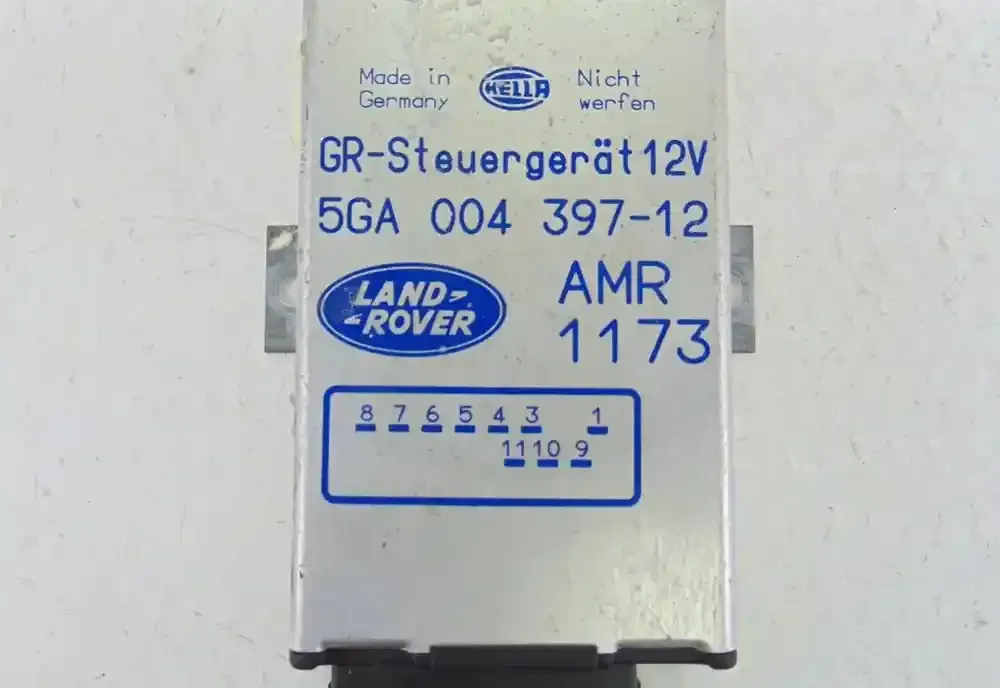 Made in
Germany
HELLA
Nicht
werfen
GR-Steuergerät 12V
5GA 004 397-12
LAND
ROVER
AMR
1173
8 7 6 5 4 3 1
11 10 9